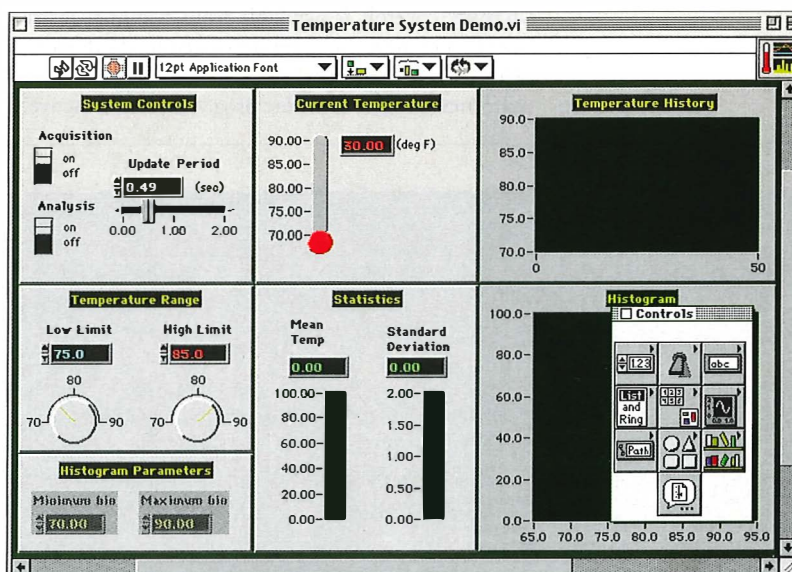 Temperature System Demo.vi
12pt Application Font
System Controls
Acquisition
on
off
Analysis
on
off
Update Period
0.49 (sec)
0.00 1.00 2.00
Current Temperature
90.00
85.00
80.00
75.00
70.00
30.00 (deg F)
Temperature History
90.0
85.0
80.0
75.0
70.0
0 50
Temperature Range
Low Limit
75.0
80
70 90
High Limit
85.0
80
70 90
Histogram Parameters
Minimum bin
70.00
Maximum bin
90.00
Statistics
Mean
Temp
0.00
100.00
80.00
60.00
40.00
20.00
0.00
Standard
Deviation
0.00
2.00
1.50
1.00
0.50
0.00
Histogram
100.0
80.0
60.0
40.0
20.0
0.0
65.0 70.0 75.0 80.0 85.0 90.0 95.0
Controls
123
abc
List
and
Ring
Path